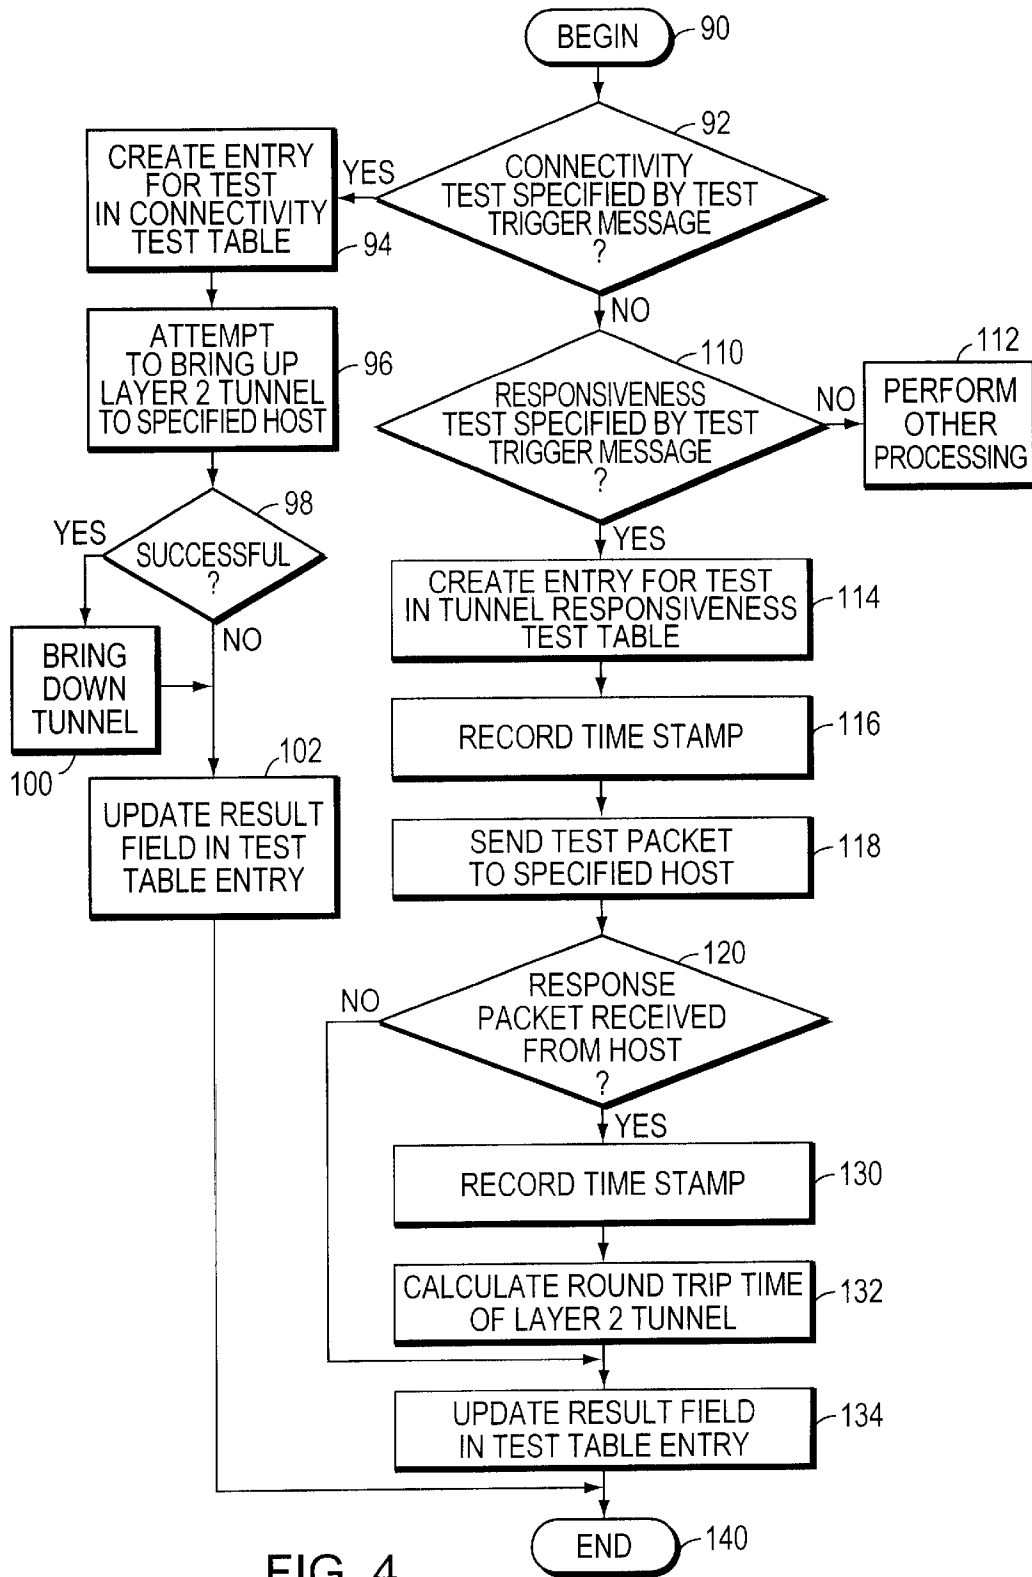 BEGIN
90
92
CONNECTIVITY
TEST SPECIFIED BY TEST
TRIGGER MESSAGE
?
YES
CREATE ENTRY
FOR TEST
IN CONNECTIVITY
TEST TABLE
94
ATTEMPT
TO BRING UP
LAYER 2 TUNNEL
TO SPECIFIED HOST
96
98
YES
SUCCESSFUL
?
NO
BRING
DOWN
TUNNEL
100
102
UPDATE RESULT
FIELD IN TEST
TABLE ENTRY
NO
110
RESPONSIVENESS
TEST SPECIFIED BY TEST
TRIGGER MESSAGE
?
NO
112
PERFORM
OTHER
PROCESSING
YES
CREATE ENTRY FOR TEST
IN TUNNEL RESPONSIVENESS
TEST TABLE
114
RECORD TIME STAMP
116
SEND TEST PACKET
TO SPECIFIED HOST
118
120
NO
RESPONSE
PACKET RECEIVED
FROM HOST
?
YES
RECORD TIME STAMP
130
CALCULATE ROUND TRIP TIME
OF LAYER 2 TUNNEL
132
UPDATE RESULT FIELD
IN TEST TABLE ENTRY
134
END
140
FIG. 4